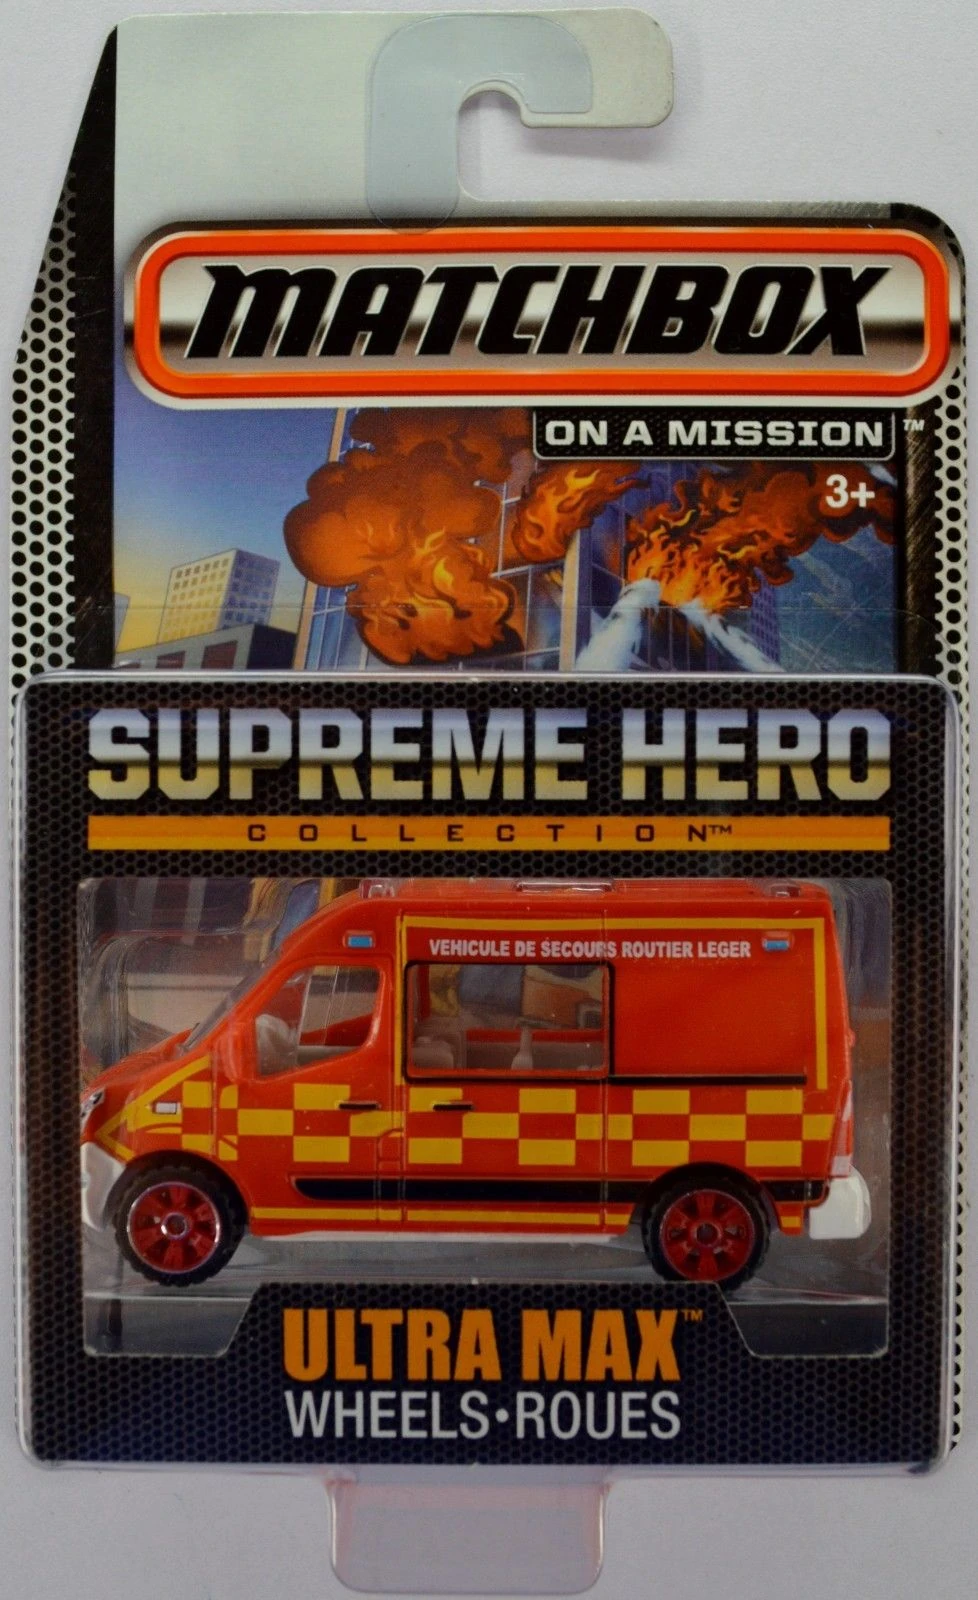 MATCHBOX
ON A MISSION™
3+
SUPREME HERO
COLLECTION™
VEHICULE DE SECOURS ROUTIER LEGER
ULTRA MAX™
WHEELS•ROUES